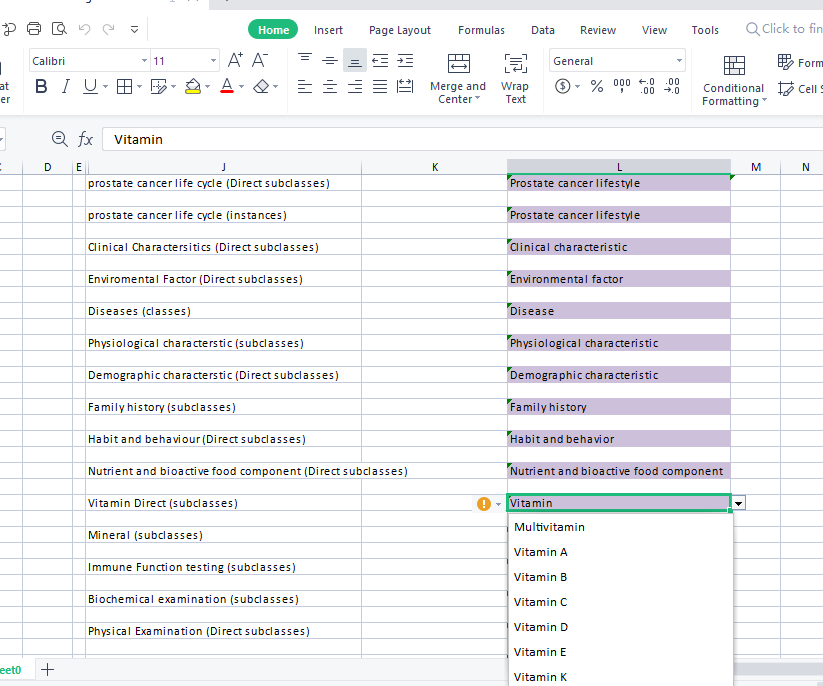 Home Insert Page Layout Formulas Data Review View Tools Click to fin
Calibri 11 A+ A- General Form
at B I U A Merge and Wrap $ % 000 , ←.0 .00 .00 →.0 Conditional Cell S
er Center Text Formatting
fx Vitamin
D E J K L M N
prostate cancer life cycle (Direct subclasses) Prostate cancer lifestyle
prostate cancer life cycle (instances) Prostate cancer lifestyle
Clinical Charactersitics (Direct subclasses) Clinical characteristic
Enviromental Factor (Direct subclasses) Environmental factor
Diseases (classes) Disease
Physiological characterstic (subclasses) Physiological characteristic
Demographic characterstic (Direct subclasses) Demographic characteristic
Family history (subclasses) Family history
Habit and behaviour (Direct subclasses) Habit and behavior
Nutrient and bioactive food component (Direct subclasses) Nutrient and bioactive food component
Vitamin Direct (subclasses) Vitamin
Multivitamin
Mineral (subclasses)
Vitamin A
Immune Function testing (subclasses)
Vitamin B
Biochemical examination (subclasses) Vitamin C
Physical Examination (Direct subclasses) Vitamin D
Vitamin E
eet0 Vitamin K